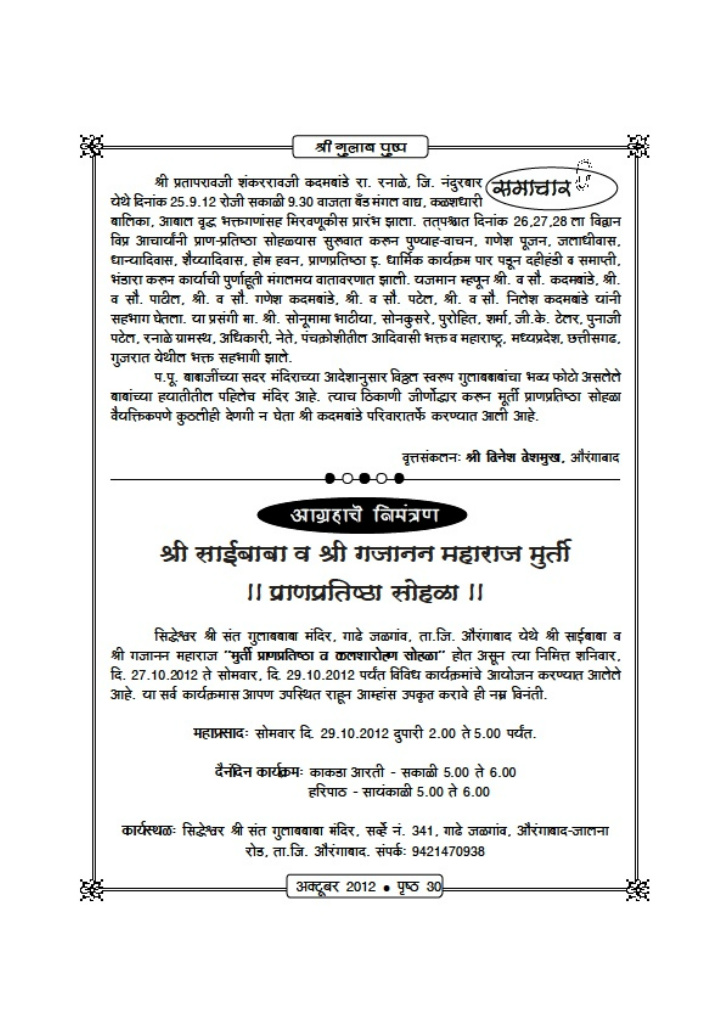 श्री गुलाब पुष्प
समाचार
श्री प्रतापरावजी शंकररावजी कदमबांडे रा. रनाळे, जि. नंदुरबार
येथे दिनांक 25.9.12 रोजी सकाळी 9.30 वाजता बँड मंगल वाद्य, कळशधारी
बालिका, आबाल वृद्ध भक्तगणांसह मिरवणूकीस प्रारंभ झाला. तत्पश्चात दिनांक 26,27,28 ला विद्वान
विप्र आचार्यांनी प्राण-प्रतिष्ठा सोहळ्यास सुरुवात करुन पुण्याह-वाचन, गणेश पूजन, जलाधीवास,
धान्यादिवास, शैय्यादिवास, होम हवन, प्राणप्रतिष्ठा इ. धार्मिक कार्यक्रम पार पडून दहीहंडी व समाप्ती,
भंडारा करुन कार्याची पुर्णाहूती मंगलमय वातावरणात झाली. यजमान म्हणून श्री. व सौ. कदमबांडे, श्री.
व सौ. पाटील, श्री. व सौ. गणेश कदमबांडे, श्री. व सौ. पटेल, श्री. व सौ. निलेश कदमबांडे यांनी
सहभाग घेतला. या प्रसंगी मा. श्री. सोनूमामा भाटीया, सोनकुसरे, पुरोहित, शर्मा, जी.के. टेलर, पुनाजी
पटेल, रनाळे ग्रामस्थ, अधिकारी, नेते, पंचक्रोशीतील आदिवासी भक्त व महाराष्ट्र, मध्यप्रदेश, छत्तीसगढ,
गुजरात येथील भक्त सहभागी झाले.
प.पू. बाबाजींच्या सदर मंदिराच्या आदेशानुसार विठ्ठल स्वरूप गुलाबबाबांचा भव्य फोटो असलेले
बाबांच्या हयातीतील पहिलेच मंदिर आहे. त्याच ठिकाणी जीर्णोद्धार करुन मूर्ती प्राणप्रतिष्ठा सोहळा
वैयक्तिकपणे कुठलीही देणगी न घेता श्री कदमबांडे परिवारातर्फे करण्यात आली आहे.
वृत्तसंकलनः श्री दिनेश देशमुख, औरंगाबाद
आग्रहाचे निमंत्रण
श्री साईबाबा व श्री गजानन महाराज मुर्ती
।। प्राणप्रतिष्ठा सोहळा ।।
सिद्धेश्वर श्री संत गुलाबबाबा मंदिर, गाढे जळगांव, ता.जि. औरंगाबाद येथे श्री साईबाबा व
श्री गजानन महाराज "मुर्ती प्राणप्रतिष्ठा व कलशारोहण सोहळा" होत असून त्या निमित्त शनिवार,
दि. 27.10.2012 ते सोमवार, दि. 29.10.2012 पर्यंत विविध कार्यक्रमांचे आयोजन करण्यात आलेले
आहे. या सर्व कार्यक्रमास आपण उपस्थित राहून आम्हांस उपकृत करावे ही नम्र विनंती.
महाप्रसादः सोमवार दि. 29.10.2012 दुपारी 2.00 ते 5.00 पर्यंत.
दैनंदिन कार्यक्रमः काकडा आरती - सकाळी 5.00 ते 6.00
हरिपाठ - सायंकाळी 5.00 ते 6.00
कार्यस्थळः सिद्धेश्वर श्री संत गुलाबबाबा मंदिर, सर्व्हे नं. 341, गाढे जळगांव, औरंगाबाद-जालना
रोड, ता.जि. औरंगाबाद. संपर्कः 9421470938
अक्टूबर 2012 ● पृष्ठ 30